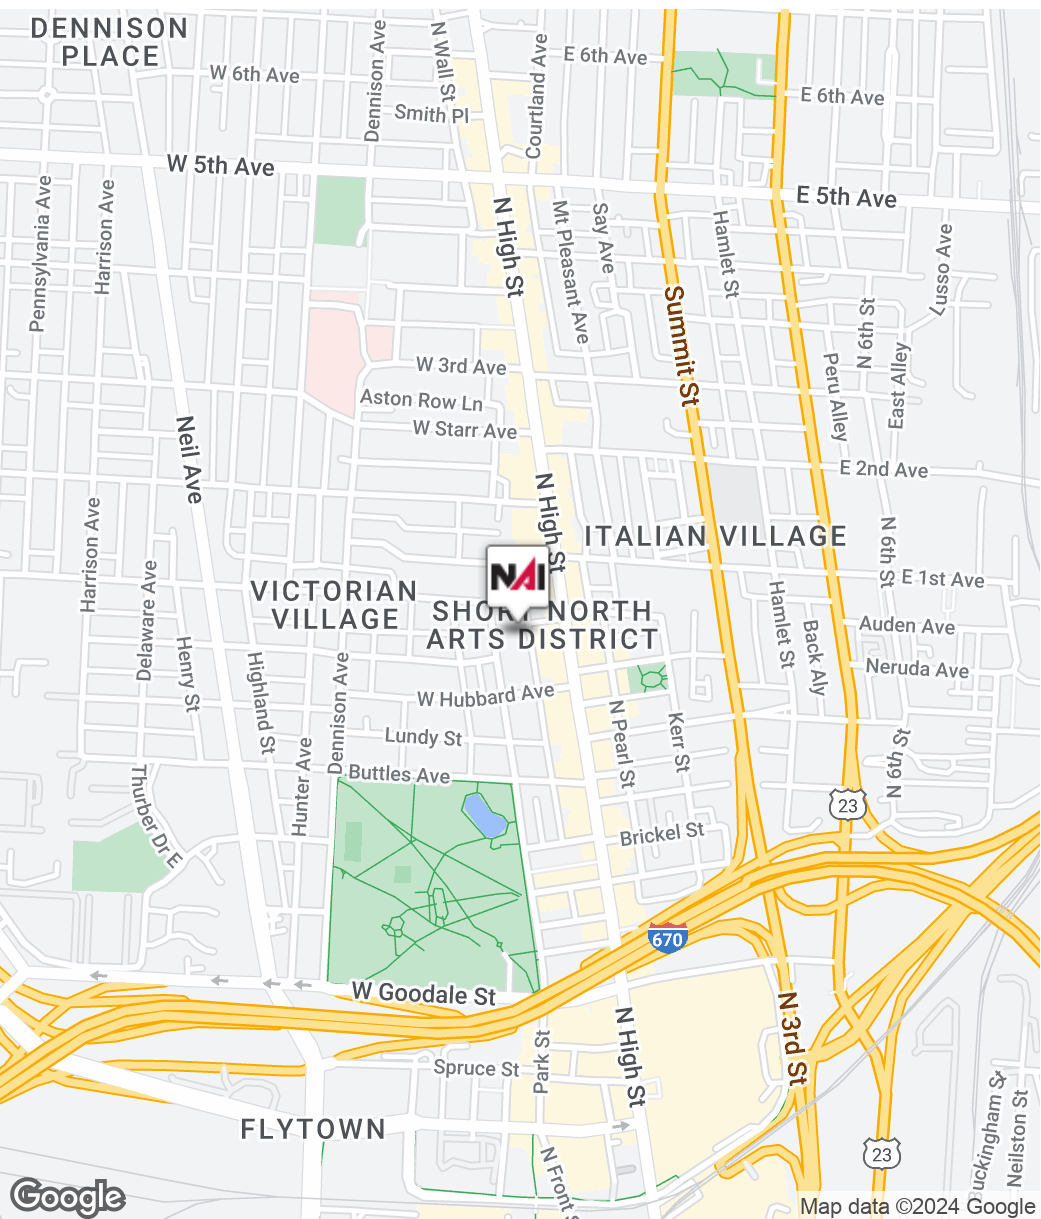 DENNISON
PLACE
N Wall St
Dennison Ave
Courtland Ave
E 6th Ave
W 6th Ave
E 6th Ave
Smith Pl
W 5th Ave
E 5th Ave
Pennsylvania Ave
Harrison Ave
N High St
Mt Pleasant Ave
Say Ave
Hamlet St
Lusso Ave
Summit St
N 6th St
East Alley
Peru Alley
W 3rd Ave
Aston Row Ln
W Starr Ave
Neil Ave
E 2nd Ave
N High St
Harrison Ave
ITALIAN VILLAGE
N 6th St
NAI
Delaware Ave
E 1st Ave
VICTORIAN
VILLAGE
SHORT NORTH
ARTS DISTRICT
Hamlet St
Back Aly
Auden Ave
Neruda Ave
Henry St
Highland St
Dennison Ave
W Hubbard Ave
N Pearl St
Kerr St
Lundy St
N 6th St
Hunter Ave
Buttles Ave
Thurber Dr E
23
Brickel St
670
W Goodale St
N High St
N 3rd St
Park St
Spruce St
FLYTOWN
23
Buckingham St
Neilston St
N Front S
Google
Map data ©2024 Google